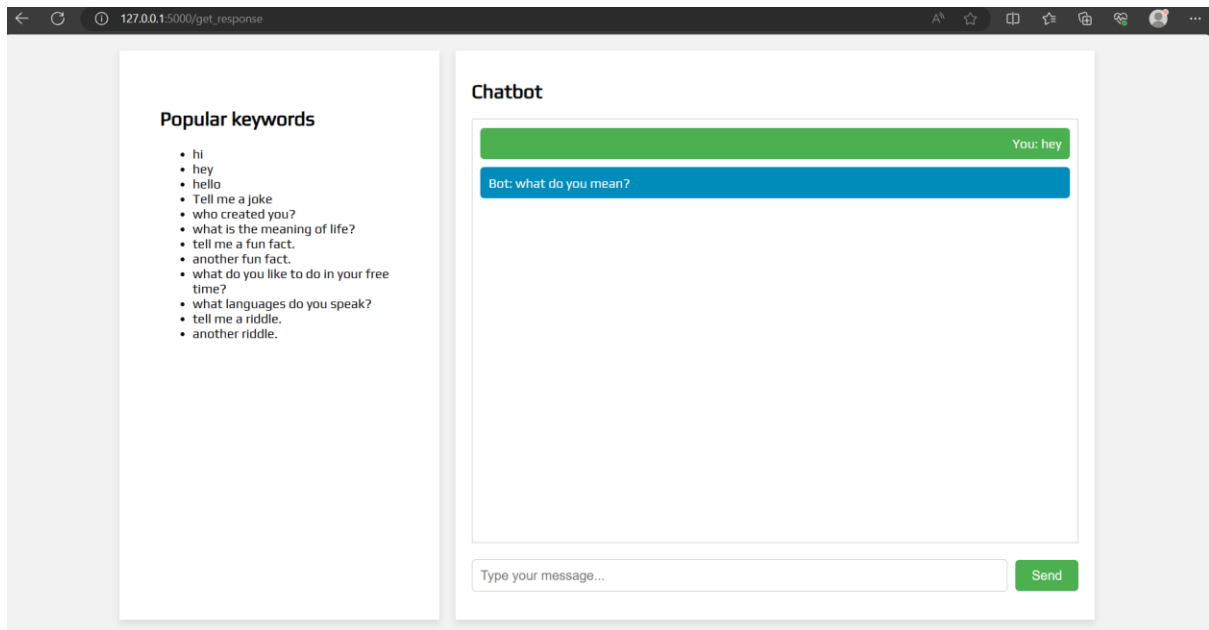 127.0.0.1:5000/get_response
Popular keywords
hi
hey
hello
Tell me a joke
who created you?
what is the meaning of life?
tell me a fun fact.
another fun fact.
what do you like to do in your free
time?
what languages do you speak?
tell me a riddle.
another riddle.
Chatbot
You: hey
Bot: what do you mean?
Type your message...
Send